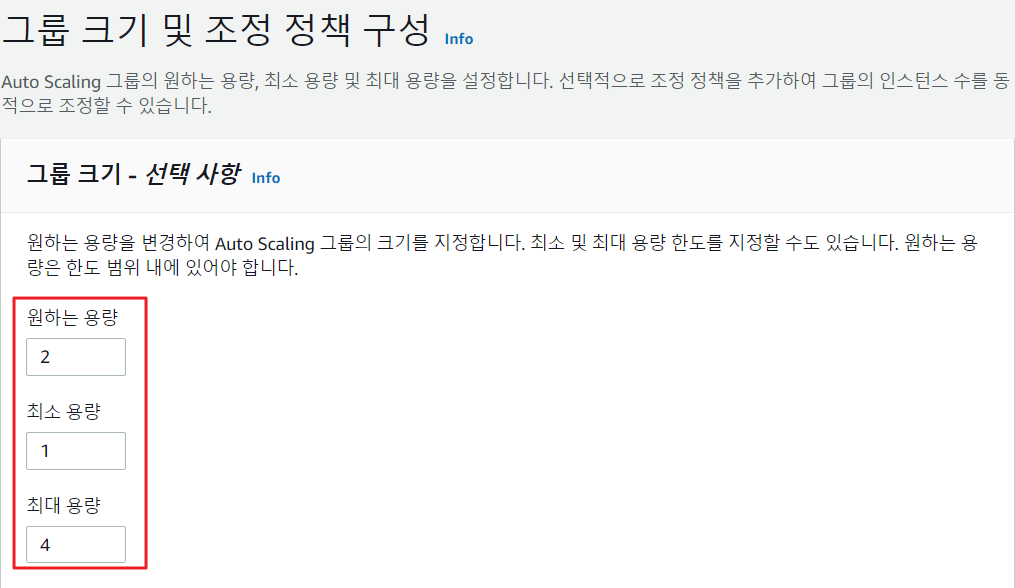 그룹 크기 및 조정 정책 구성 Info
Auto Scaling 그룹의 원하는 용량, 최소 용량 및 최대 용량을 설정합니다. 선택적으로 조정 정책을 추가하여 그룹의 인스턴스 수를 동
적으로 조정할 수 있습니다.
그룹 크기 - 선택 사항 Info
원하는 용량을 변경하여 Auto Scaling 그룹의 크기를 지정합니다. 최소 및 최대 용량 한도를 지정할 수도 있습니다. 원하는 용
량은 한도 범위 내에 있어야 합니다.
원하는 용량
2
최소 용량
1
최대 용량
4